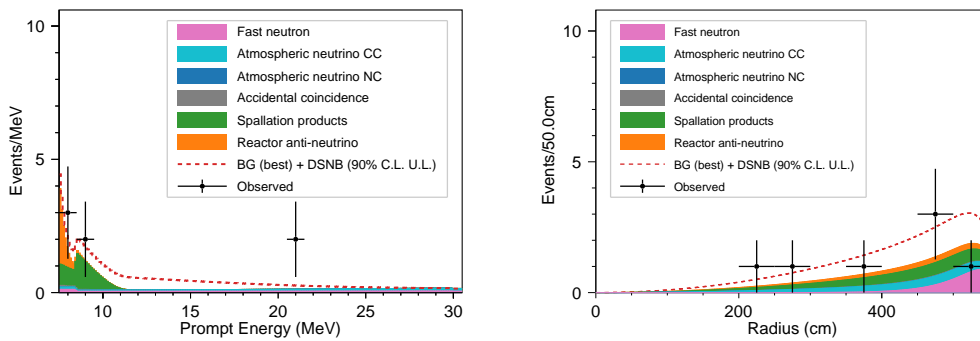 10
5
0
Events/MeV
10
15
20
25
30
Prompt Energy (MeV)
Fast neutron
Atmospheric neutrino CC
Atmospheric neutrino NC
Accidental coincidence
Spallation products
Reactor anti-neutrino
BG (best) + DSNB (90% C.L. U.L.)
Observed
10
5
0
Events/50.0cm
0
200
400
Radius (cm)
Fast neutron
Atmospheric neutrino CC
Atmospheric neutrino NC
Accidental coincidence
Spallation products
Reactor anti-neutrino
BG (best) + DSNB (90% C.L. U.L.)
Observed